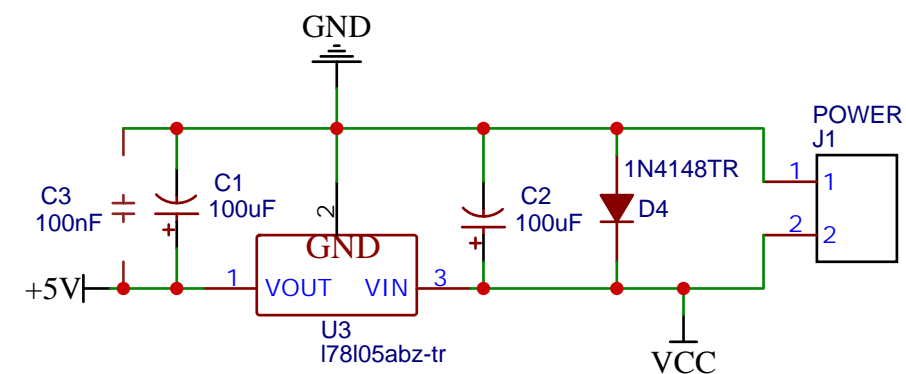 GND
POWER
J1
1N4148TR
1
1
C3
100nF
C1
100uF
2
C2
100uF
D4
+
+
2
2
GND
+5V
1
VOUT
VIN
3
U3
l78l05abz-tr
VCC